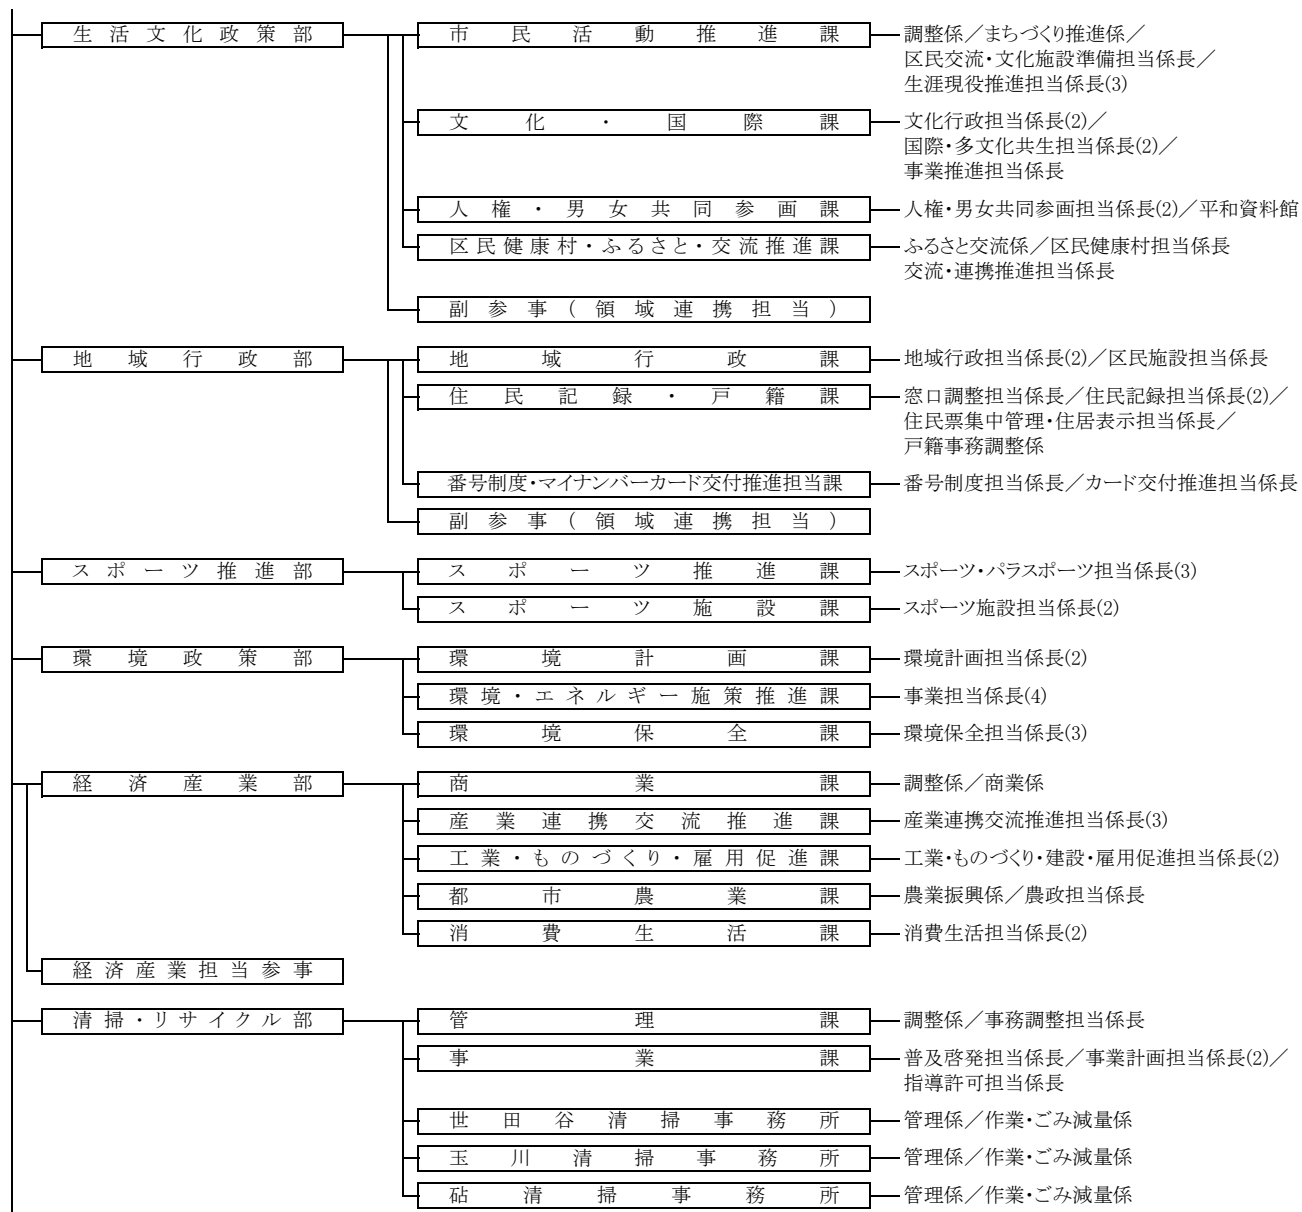 生活文化政策部 市民活動推進課 調整係／まちづくり推進係／
区民交流・文化施設準備担当係長／
生涯現役推進担当係長(3)
文化・国際課 文化行政担当係長(2)／
国際・多文化共生担当係長(2)／
事業推進担当係長
人権・男女共同参画課 人権・男女共同参画担当係長(2)／平和資料館
区民健康村・ふるさと・交流推進課 ふるさと交流係／区民健康村担当係長
交流・連携推進担当係長
副参事(領域連携担当)
地域行政部 地域行政課 地域行政担当係長(2)／区民施設担当係長
住民記録・戸籍課 窓口調整担当係長／住民記録担当係長(2)／
住民票集中管理・住居表示担当係長／
戸籍事務調整係
番号制度・マイナンバーカード交付推進担当課 番号制度担当係長／カード交付推進担当係長
副参事(領域連携担当)
スポーツ推進部 スポーツ推進課 スポーツ・パラスポーツ担当係長(3)
スポーツ施設課 スポーツ施設担当係長(2)
環境政策部 環境計画課 環境計画担当係長(2)
環境・エネルギー施策推進課 事業担当係長(4)
環境保全課 環境保全担当係長(3)
経済産業部 商業課 調整係／商業係
産業連携交流推進課 産業連携交流推進担当係長(3)
工業・ものづくり・雇用促進課 工業・ものづくり・建設・雇用促進担当係長(2)
都市農業課 農業振興係／農政担当係長
消費生活課 消費生活担当係長(2)
経済産業担当参事
清掃・リサイクル部 管理課 調整係／事務調整担当係長
事業課 普及啓発担当係長／事業計画担当係長(2)／
指導許可担当係長
世田谷清掃事務所 管理係／作業・ごみ減量係
玉川清掃事務所 管理係／作業・ごみ減量係
砧清掃事務所 管理係／作業・ごみ減量係